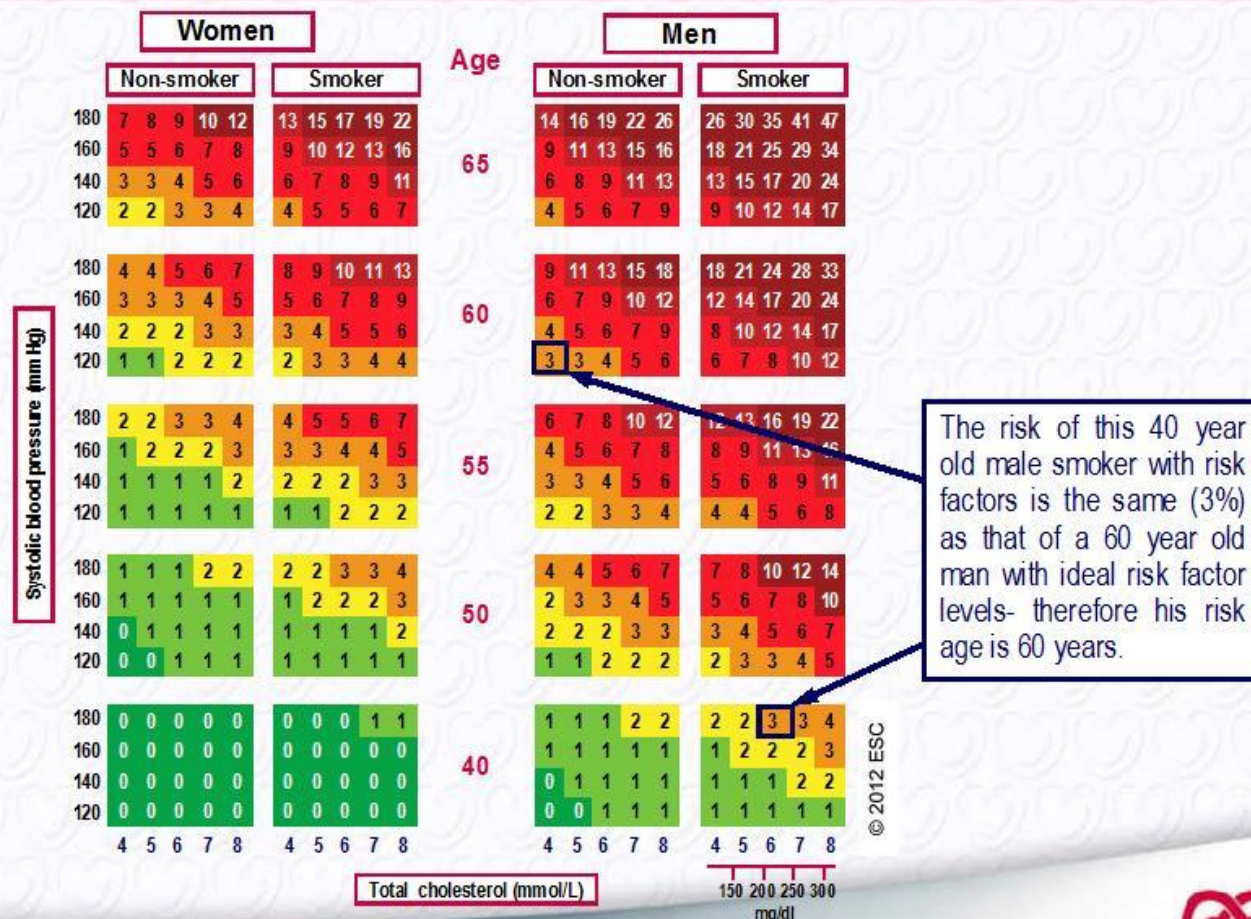 Women
Men
Age
Non-smoker
Smoker
Non-smoker
Smoker
180 7 8 9 10 12 13 15 17 19 22 14 16 19 22 26 26 30 35 41 47
160 5 5 6 7 8 9 10 12 13 16 9 11 13 15 16 18 21 25 29 34
65
140 3 3 4 5 6 6 7 8 9 11 6 8 9 11 13 13 15 17 20 24
120 2 2 3 3 4 4 5 5 6 7 4 5 6 7 9 9 10 12 14 17
180 4 4 5 6 7 8 9 10 11 13 9 11 13 15 18 18 21 24 28 33
160 3 3 3 4 5 5 6 7 8 9 6 7 9 10 12 12 14 17 20 24
60
140 2 2 2 3 3 3 4 5 5 6 4 5 6 7 9 8 10 12 14 17
120 1 1 2 2 2 2 3 3 4 4 3 3 4 5 6 6 7 8 10 12
180 2 2 3 3 4 4 5 5 6 7 6 7 8 10 12 12 13 16 19 22
160 1 2 2 2 3 3 3 4 4 5 4 5 6 7 8 8 9 11 13 16
55
140 1 1 1 1 2 2 2 2 3 3 3 3 4 5 6 5 6 8 9 11
120 1 1 1 1 1 1 1 2 2 2 2 2 3 3 4 4 4 5 6 8
180 1 1 1 2 2 2 2 3 3 4 4 4 5 6 7 7 8 10 12 14
160 1 1 1 1 1 1 2 2 2 3 2 3 3 4 5 5 6 7 8 10
50
140 0 1 1 1 1 1 1 1 1 2 2 2 2 3 3 3 4 5 6 7
120 0 0 1 1 1 1 1 1 1 1 1 1 2 2 2 2 3 3 4 5
180 0 0 0 0 0 0 0 0 1 1 1 1 1 2 2 2 2 3 3 4
160 0 0 0 0 0 0 0 0 0 0 1 1 1 1 1 1 2 2 2 3
40
140 0 0 0 0 0 0 0 0 0 0 0 1 1 1 1 1 1 1 2 2
120 0 0 0 0 0 0 0 0 0 0 0 0 1 1 1 1 1 1 1 1
4 5 6 7 8 4 5 6 7 8 4 5 6 7 8 4 5 6 7 8
Total cholesterol (mmol/L)
150 200 250 300
mg/dl
Systolic blood pressure (mm Hg)
© 2012 ESC
The risk of this 40 year
old male smoker with risk
factors is the same (3%)
as that of a 60 year old
man with ideal risk factor
levels- therefore his risk
age is 60 years.